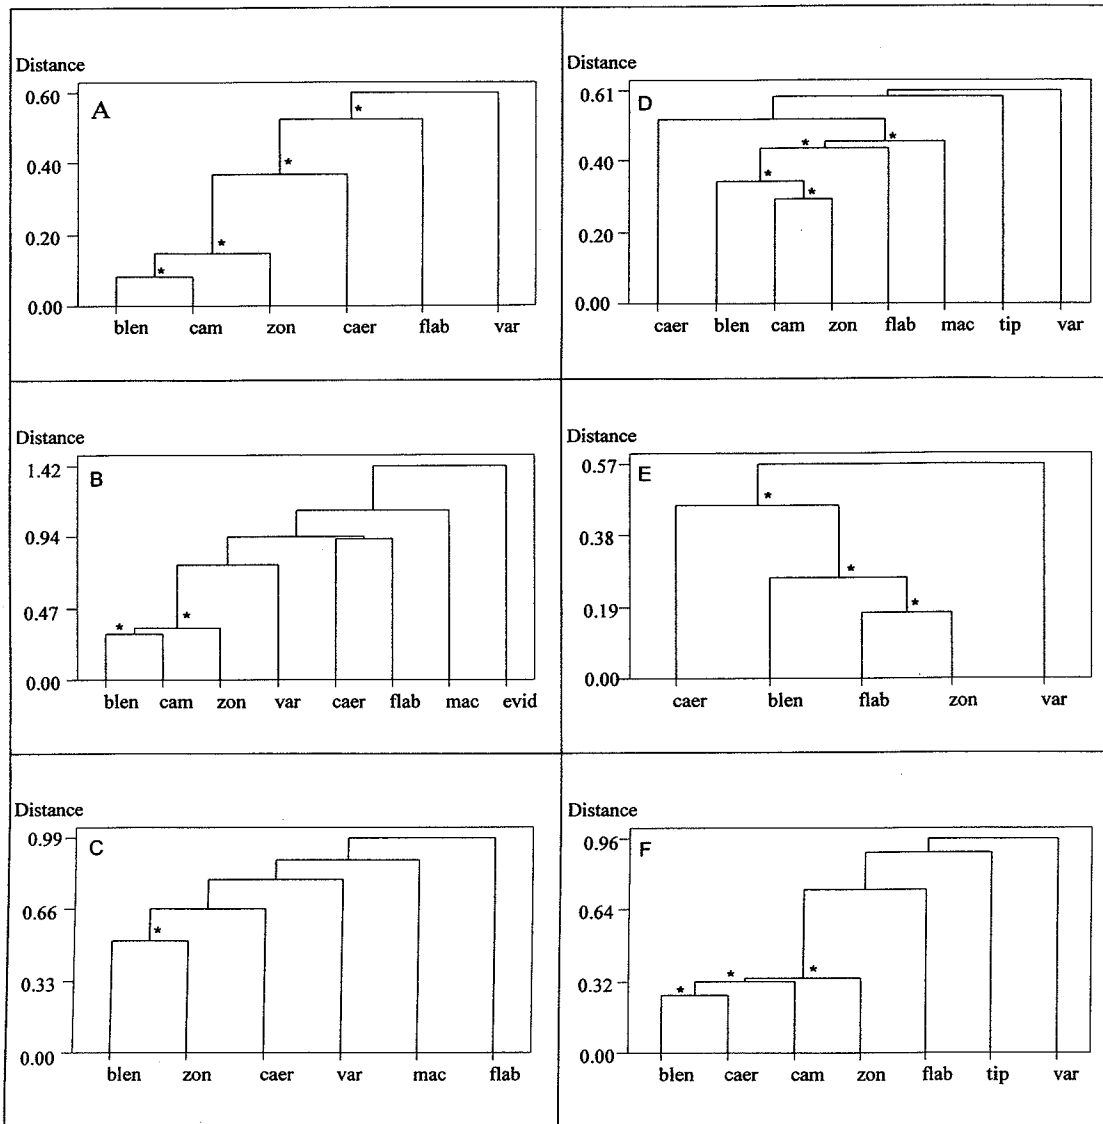 Distance
A
0.60
*
*
0.40
*
0.20
*
0.00
blen cam zon caer flab var
Distance
D
0.61
*
*
0.40
*
*
0.20
0.00
caer blen cam zon flab mac tip var
Distance
B
1.42
0.94
0.47
*
*
0.00
blen cam zon var caer flab mac evid
Distance
E
0.57
*
0.38
*
0.19
*
0.00
caer blen flab zon var
Distance
C
0.99
0.66
*
0.33
0.00
blen zon caer var mac flab
Distance
F
0.96
0.64
*
*
0.32
*
0.00
blen caer cam zon flab tip var